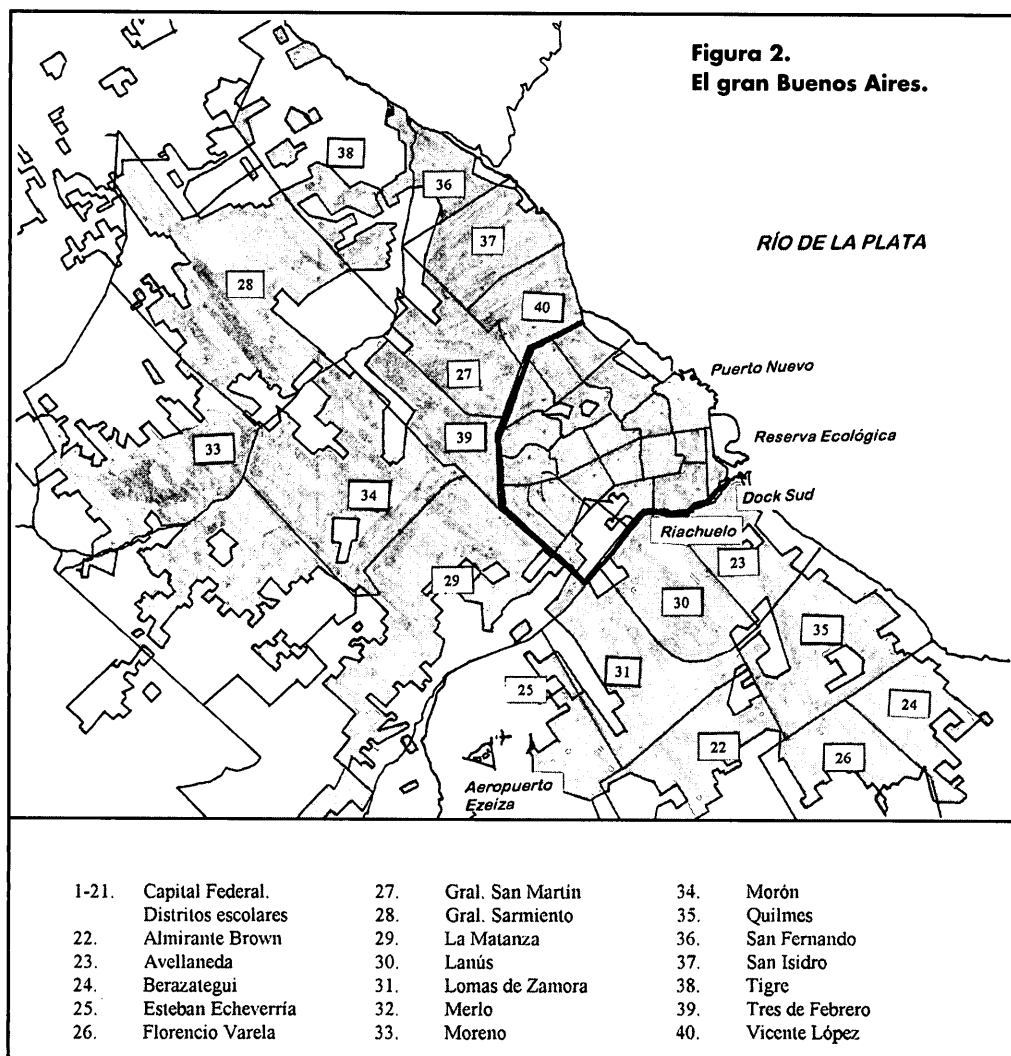 Figura 2.
El gran Buenos Aires.
38
36
37
RÍO DE LA PLATA
28
40
Puerto Nuevo
27
39
Reserva Ecológica
33
34
Dock Sud
Riachuelo
23
29
30
35
31
25
24
22
26
Aeropuerto
Ezeiza
1-21. Capital Federal.
Distritos escolares
22. Almirante Brown
23. Avellaneda
24. Berazategui
25. Esteban Echeverría
26. Florencio Varela
27. Gral. San Martín
28. Gral. Sarmiento
29. La Matanza
30. Lanús
31. Lomas de Zamora
32. Merlo
33. Moreno
34. Morón
35. Quilmes
36. San Fernando
37. San Isidro
38. Tigre
39. Tres de Febrero
40. Vicente López